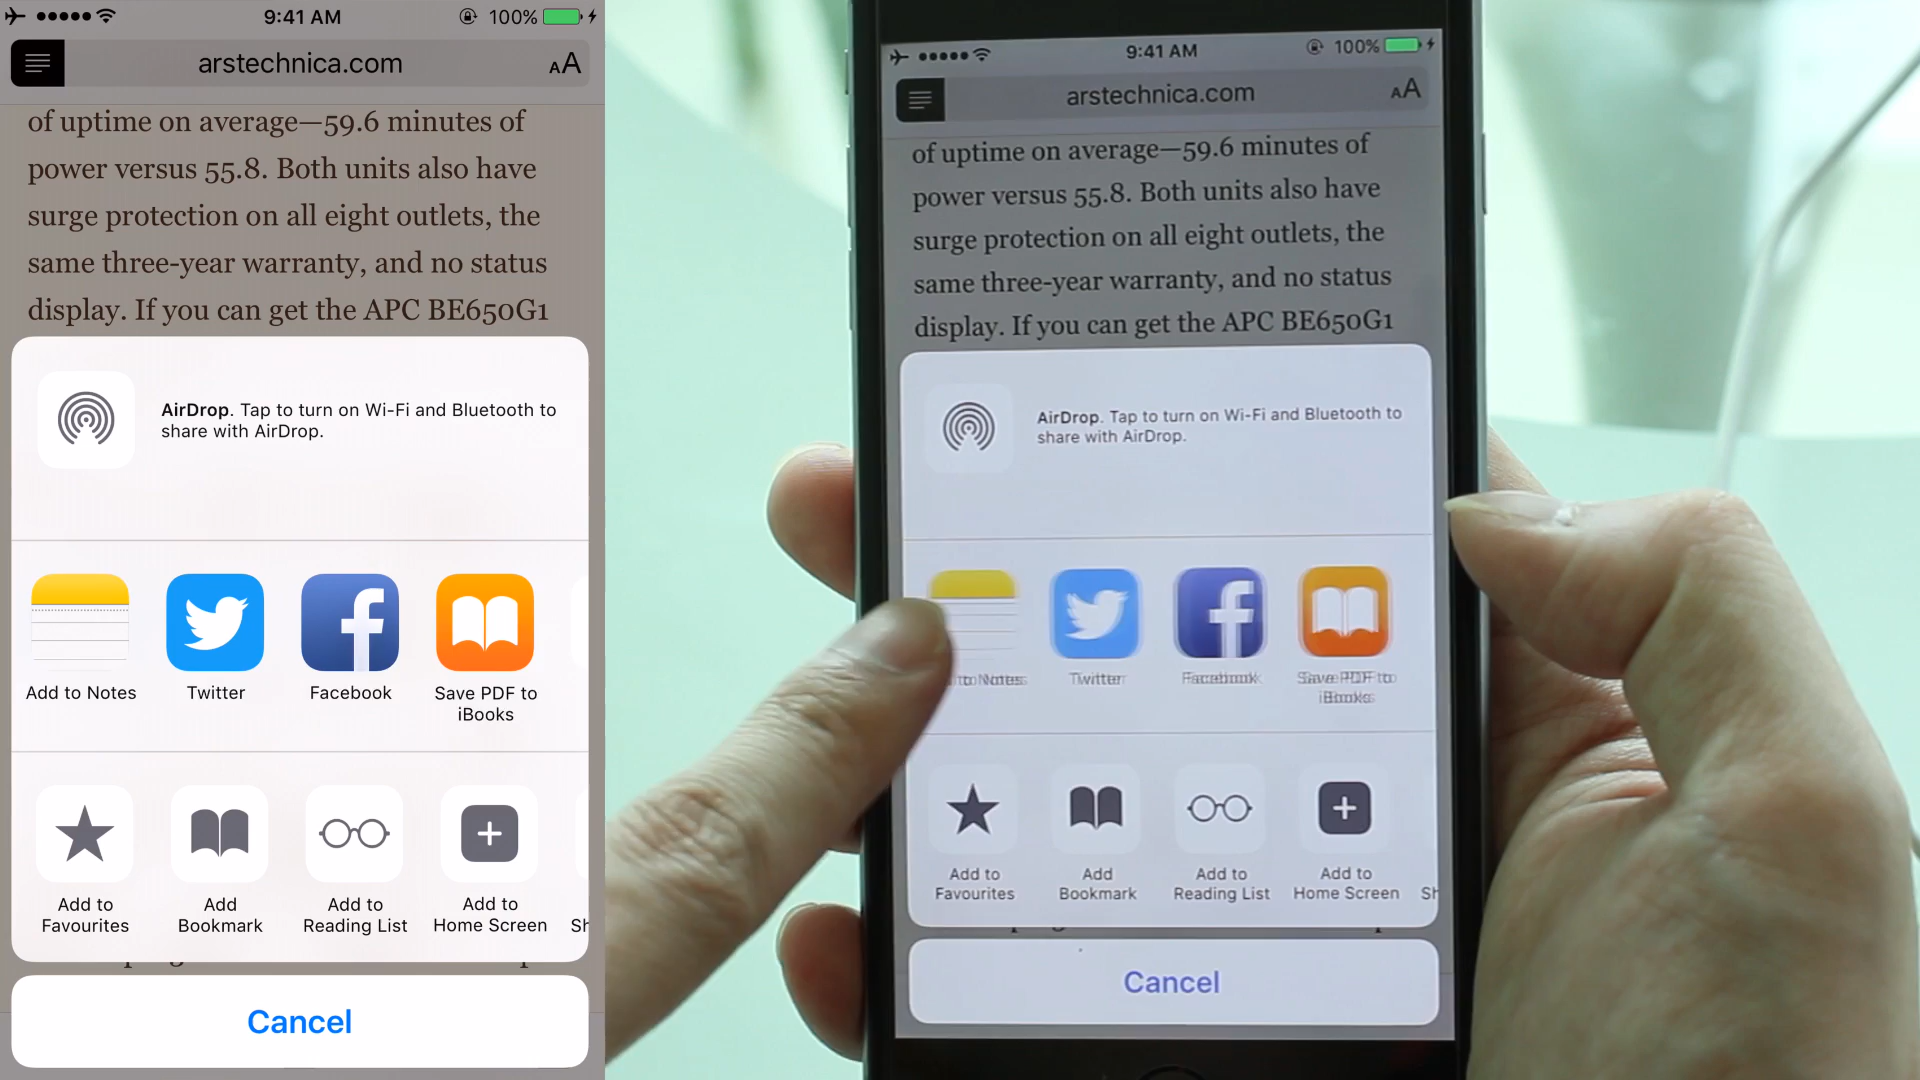 9:41 AM
100%
arstechnica.com
AA
of uptime on average—59.6 minutes of
power versus 55.8. Both units also have
surge protection on all eight outlets, the
same three-year warranty, and no status
display. If you can get the APC BE650G1
AirDrop. Tap to turn on Wi-Fi and Bluetooth to
share with AirDrop.
Add to Notes
Twitter
Facebook
Save PDF to
iBooks
Add to
Favourites
Add
Bookmark
Add to
Reading List
Add to
Home Screen
Sh
Cancel
9:41 AM
100%
arstechnica.com
AA
of uptime on average—59.6 minutes of
power versus 55.8. Both units also have
surge protection on all eight outlets, the
same three-year warranty, and no status
display. If you can get the APC BE650G1
AirDrop. Tap to turn on Wi-Fi and Bluetooth to
share with AirDrop.
to Notes
Twitter
Facebook
Save PDF to
iBooks
Add to
Favourites
Add
Bookmark
Add to
Reading List
Add to
Home Screen
Sh
Cancel